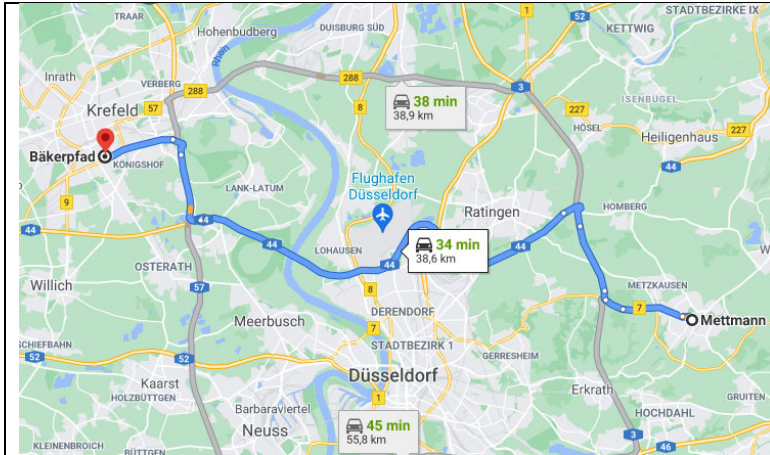 STADTBEZIRKE IX
TRAAR
Hohenbudberg
DUISBURG SÜD
1
KETTWIG
Inrath
Rhein
288
VERBERG
288
3
57
38 min
38,9 km
227
ISENBÜGEL
Krefeld
8
HÖSEL
227
Heiligenhaus
Bäkerpfad
KÖNIGSHOF
Flughafen
Düsseldorf
9
LANK-LATUM
Ratingen
HOMBERG
44
44
44
LOHAUSEN
34 min
38,6 km
44
44
OSTERATH
METZKAUSEN
Willich
57
8
7
Mettmann
Meerbusch
DERENDORF
7
SCHIEFBAHN
STADTBEZIRK 1
52
52
GERRESHEIM
Düsseldorf
Kaarst
Erkrath
GRUITEN
HOLZBÜTTGEN
1
Barbaraviertel
HOCHDAHL
45 min
55,8 km
Neuss
3
46
KLEINENBROICH
BÜTTGEN